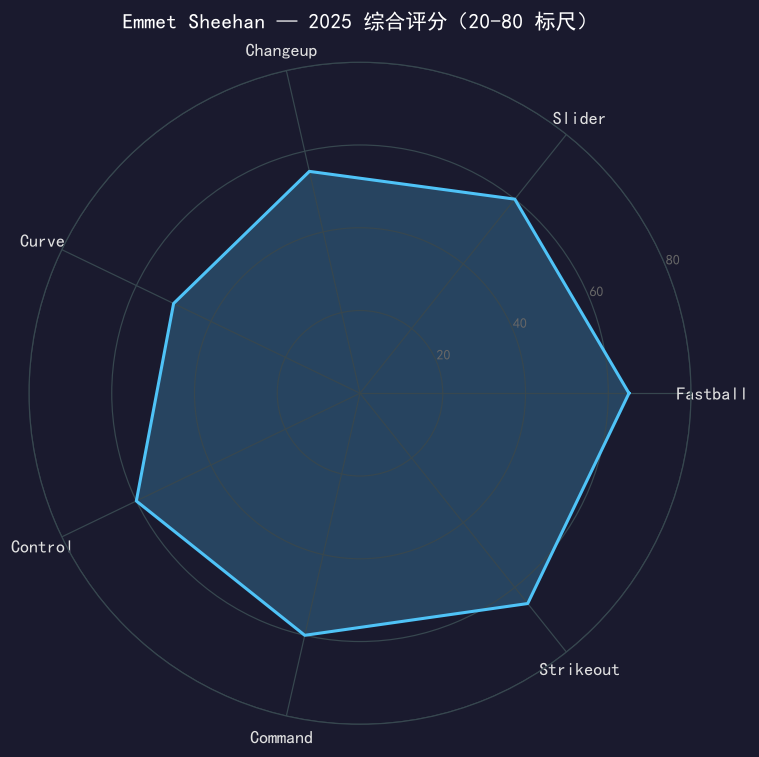 Emmet Sheehan — 2025 综合评分（20-80 标尺）
Changeup
Slider
Curve
80
60
40
20
Fastball
Control
Strikeout
Command